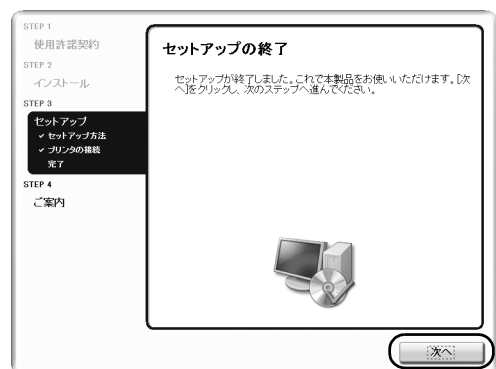 STEP 1
使用許諾契約
STEP 2
インストール
STEP 3
セットアップ
✓ セットアップ方法
✓ プリンタの接続
完了
STEP 4
ご案内
セットアップの終了
セットアップが終了しました。これで本製品をお使いいただけます。[次
へ]をクリックし、次のステップへ進んでください。
次へ